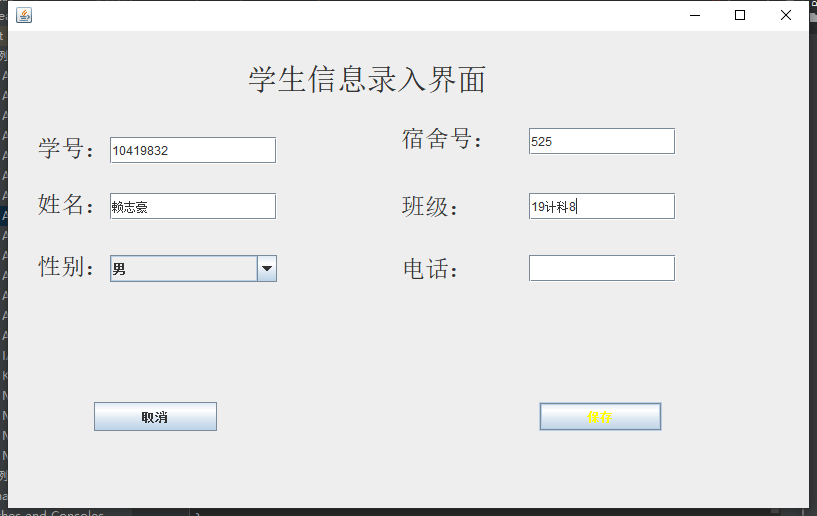 学生信息录入界面
学号： 10419832 宿舍号： 525
姓名： 赖志豪 班级： 19计科8
性别： 男 电话：
取消 保存